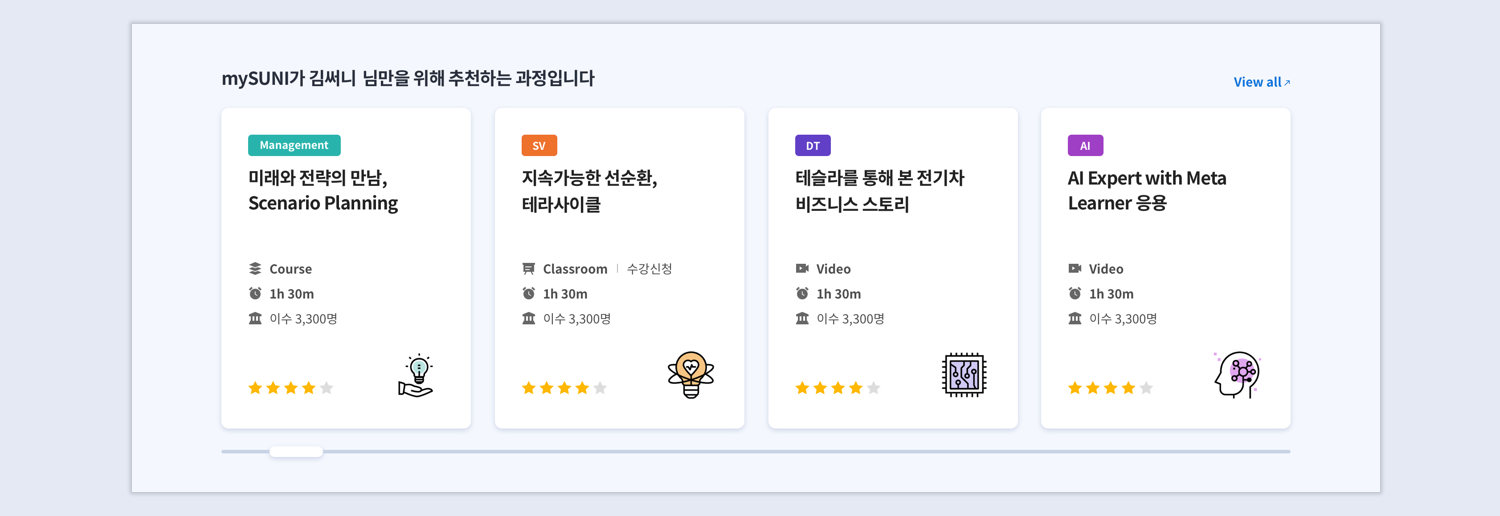 mySUNI가 김써니 님만을 위해 추천하는 과정입니다
View all
Management
미래와 전략의 만남,
Scenario Planning
Course
1h 30m
이수 3,300명
SV
지속가능한 선순환,
테라사이클
Classroom | 수강신청
1h 30m
이수 3,300명
DT
테슬라를 통해 본 전기차
비즈니스 스토리
Video
1h 30m
이수 3,300명
AI
AI Expert with Meta
Learner 응용
Video
1h 30m
이수 3,300명